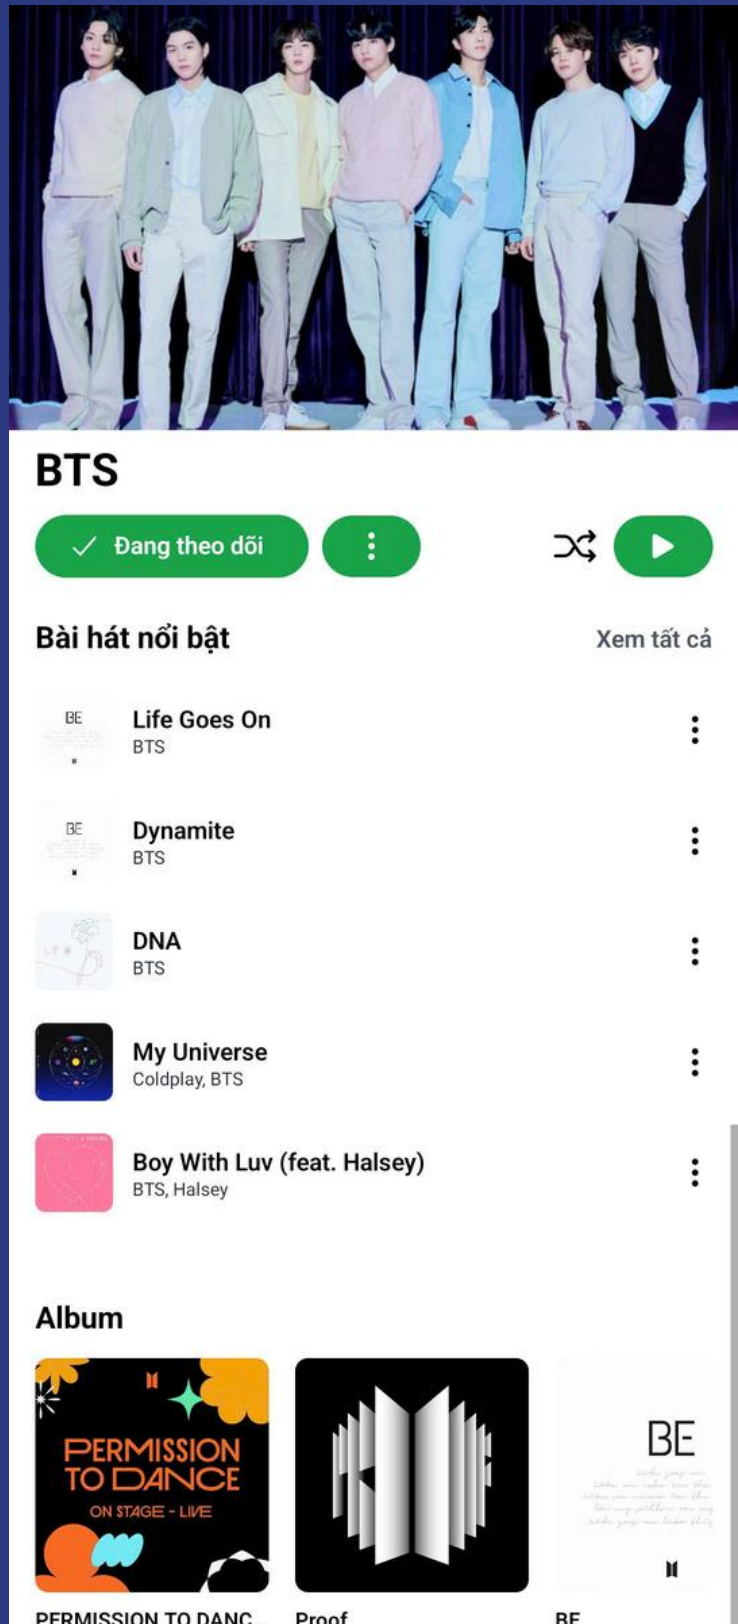 BTS
Đang theo dõi
Bài hát nổi bật
Xem tất cả
BE
Life Goes On
BTS
BE
Dynamite
BTS
DNA
BTS
My Universe
Coldplay, BTS
Boy With Luv (feat. Halsey)
BTS, Halsey
Album
PERMISSION
TO DANCE
ON STAGE - LIVE
BE
PERMISSION TO DANC...
Proof
BE